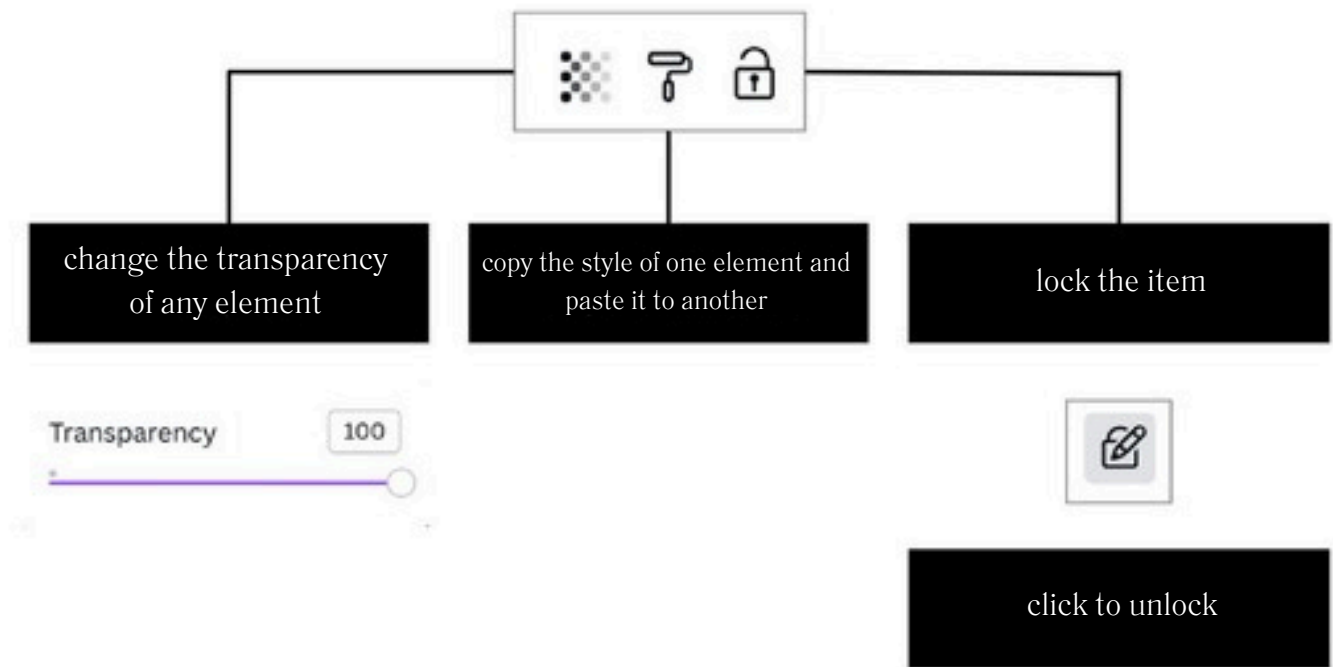 change the transparency
of any element
copy the style of one element and
paste it to another
lock the item
Transparency 100
click to unlock